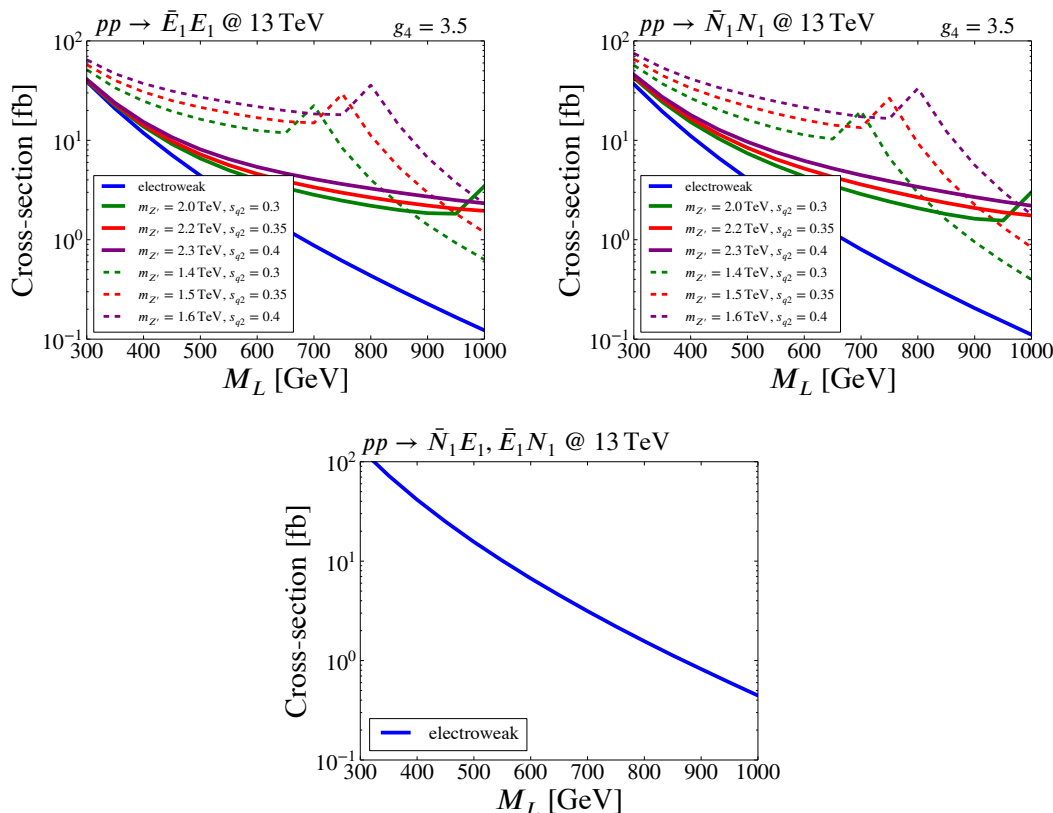 pp → Ē₁E₁ @ 13 TeV g₄ = 3.5
Cross-section [fb]
10²
10¹
10⁰
10⁻¹
electroweak
m_Z′ = 2.0 TeV, s_q2 = 0.3
m_Z′ = 2.2 TeV, s_q2 = 0.35
m_Z′ = 2.3 TeV, s_q2 = 0.4
m_Z′ = 1.4 TeV, s_q2 = 0.3
m_Z′ = 1.5 TeV, s_q2 = 0.35
m_Z′ = 1.6 TeV, s_q2 = 0.4
300 400 500 600 700 800 900 1000
M_L [GeV]
pp → N̄₁N₁ @ 13 TeV g₄ = 3.5
Cross-section [fb]
10²
10¹
10⁰
10⁻¹
electroweak
m_Z′ = 2.0 TeV, s_q2 = 0.3
m_Z′ = 2.2 TeV, s_q2 = 0.35
m_Z′ = 2.3 TeV, s_q2 = 0.4
m_Z′ = 1.4 TeV, s_q2 = 0.3
m_Z′ = 1.5 TeV, s_q2 = 0.35
m_Z′ = 1.6 TeV, s_q2 = 0.4
300 400 500 600 700 800 900 1000
M_L [GeV]
pp → N̄₁E₁, Ē₁N₁ @ 13 TeV
Cross-section [fb]
10²
10¹
10⁰
10⁻¹
electroweak
300 400 500 600 700 800 900 1000
M_L [GeV]